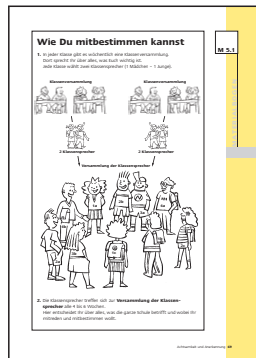 Wie Du mitbestimmen kannst
M 5.1
1. In jeder Klasse gibt es wöchentlich eine Klassenversammlung.
Dort sprecht Ihr über alles, was Euch wichtig ist.
Jede Klasse wählt zwei Klassensprecher (1 Mädchen – 1 Junge).
Klassenversammlung
Klassenversammlung
2 Klassensprecher
2 Klassensprecher
Versammlung der Klassensprecher
2. Die Klassensprecher treffen sich zur Versammlung der Klassen-
sprecher alle 4 bis 6 Wochen.
Hier entscheidet Ihr über alles, was die ganze Schule betrifft und wobei Ihr
mitreden und mitbestimmen wollt.